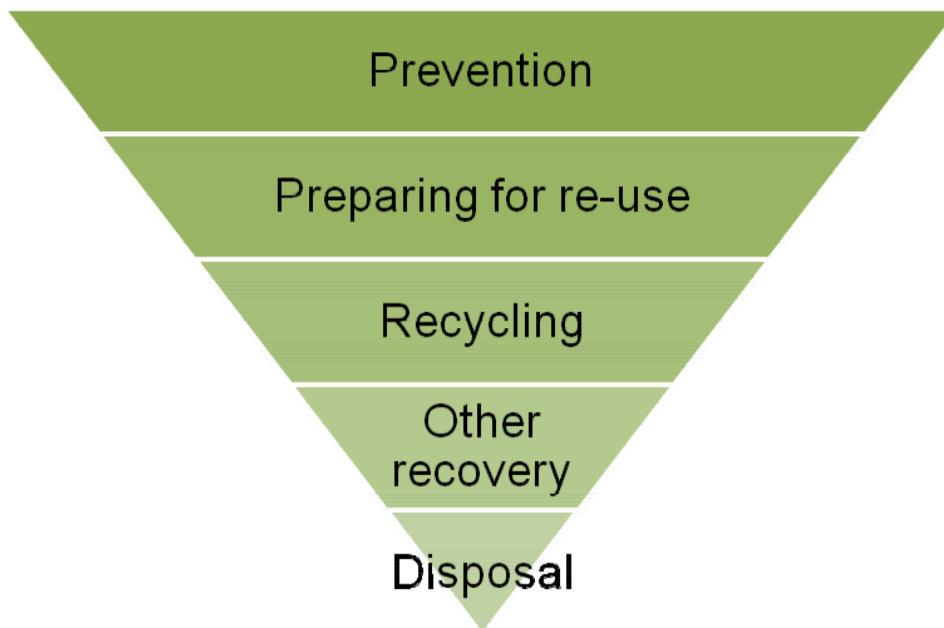 Prevention
Preparing for re-use
Recycling
Other
recovery
Disposal